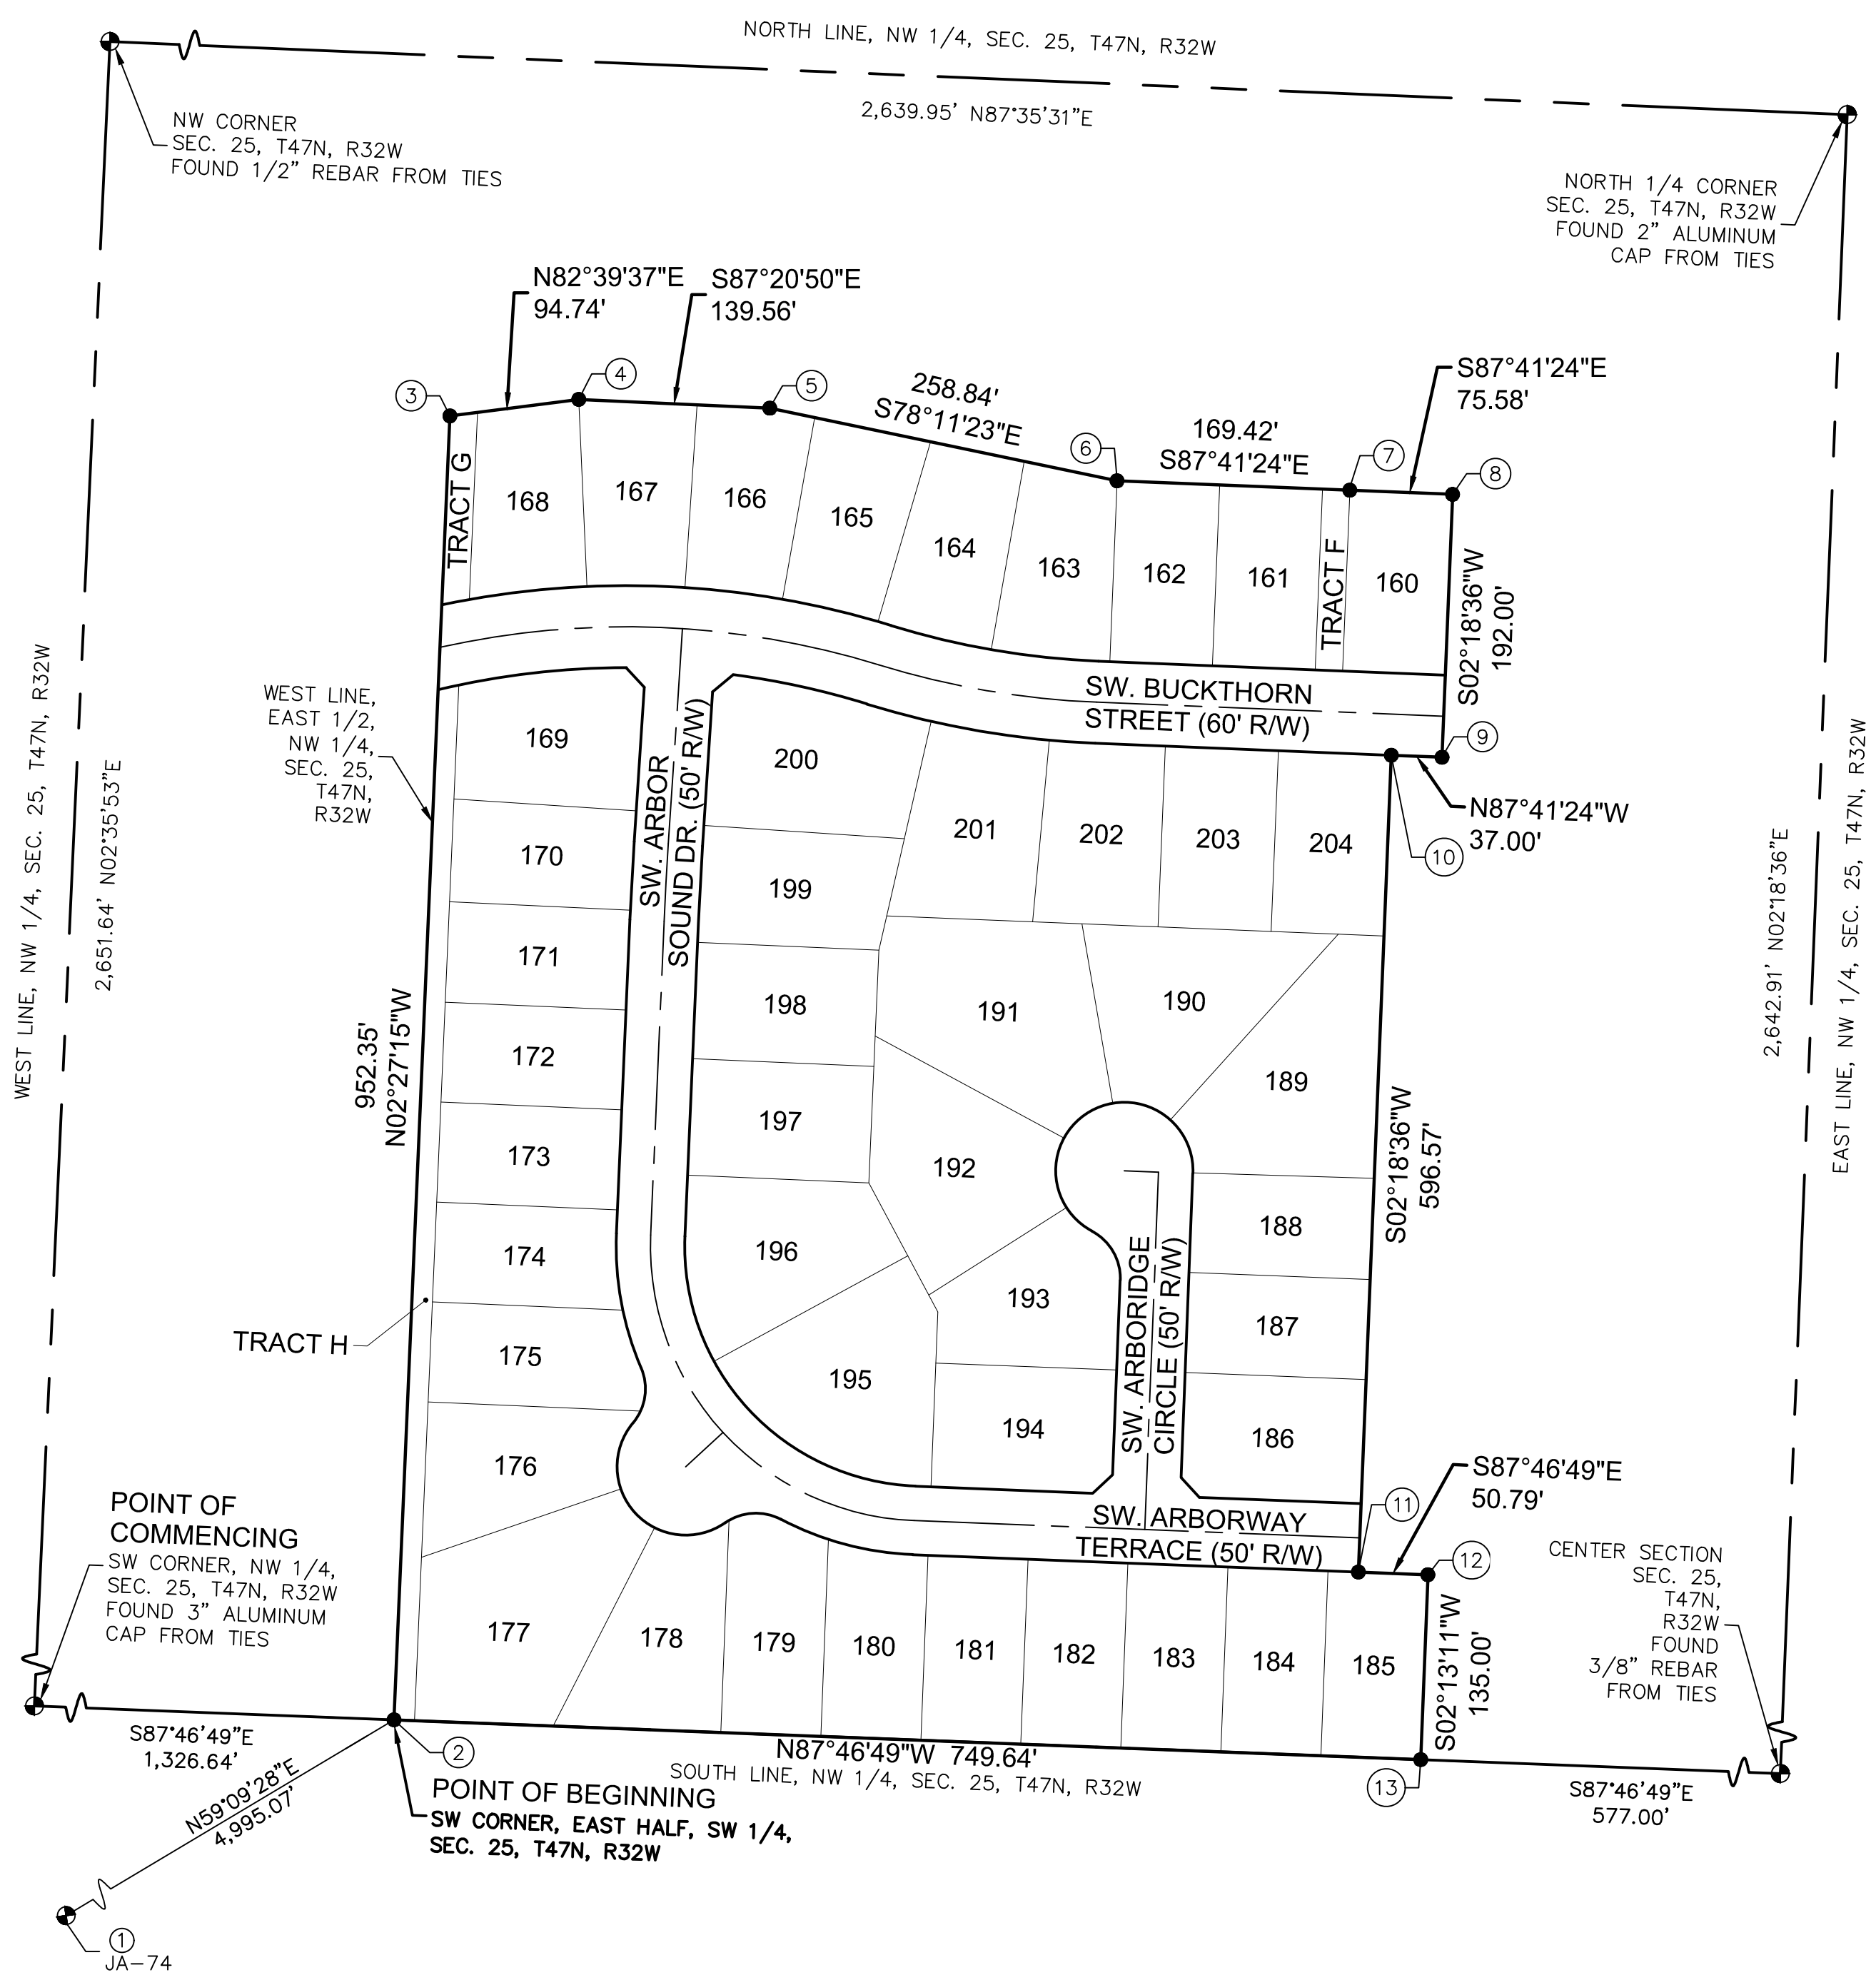 NORTH LINE, NW 1/4, SEC. 25, T47N, R32W
2,639.95' N87°35'31"E
NW CORNER
SEC. 25, T47N, R32W
FOUND 1/2" REBAR FROM TIES
NORTH 1/4 CORNER
SEC. 25, T47N, R32W
FOUND 2" ALUMINUM
CAP FROM TIES
N82°39'37"E
94.74'
S87°20'50"E
139.56'
258.84'
S78°11'23"E
169.42'
S87°41'24"E
S87°41'24"E
75.58'
3
4
5
6
7
8
TRACT G
168
167
166
165
164
163
162
161
TRACT F
160
S02°18'36"W
192.00'
SW. BUCKTHORN
STREET (60' R/W)
9
N87°41'24"W
37.00'
10
WEST LINE, NW 1/4, SEC. 25, T47N, R32W
2,651.64' N02°35'53"E
WEST LINE,
EAST 1/2,
NW 1/4,
SEC. 25,
T47N,
R32W
952.35'
N02°27'15"W
SW. ARBOR
SOUND DR. (50' R/W)
169
170
171
172
173
174
175
176
177
178
179
180
181
182
183
184
185
200
199
198
197
196
195
201
202
203
204
191
190
189
192
193
194
188
187
186
SW. ARBORIDGE
CIRCLE (50' R/W)
S02°18'36"W
596.57'
2,642.91' N02°18'36"E
EAST LINE, NW 1/4, SEC. 25, T47N, R32W
TRACT H
SW. ARBORWAY
TERRACE (50' R/W)
11
S87°46'49"E
50.79'
12
S02°13'11"W
135.00'
CENTER SECTION
SEC. 25,
T47N,
R32W
FOUND
3/8" REBAR
FROM TIES
POINT OF
COMMENCING
SW CORNER, NW 1/4,
SEC. 25, T47N, R32W
FOUND 3" ALUMINUM
CAP FROM TIES
S87°46'49"E
1,326.64'
2
N87°46'49"W 749.64'
SOUTH LINE, NW 1/4, SEC. 25, T47N, R32W
13
S87°46'49"E
577.00'
POINT OF BEGINNING
SW CORNER, EAST HALF, SW 1/4,
SEC. 25, T47N, R32W
N59°09'28"E
4,995.07'
1
JA-74